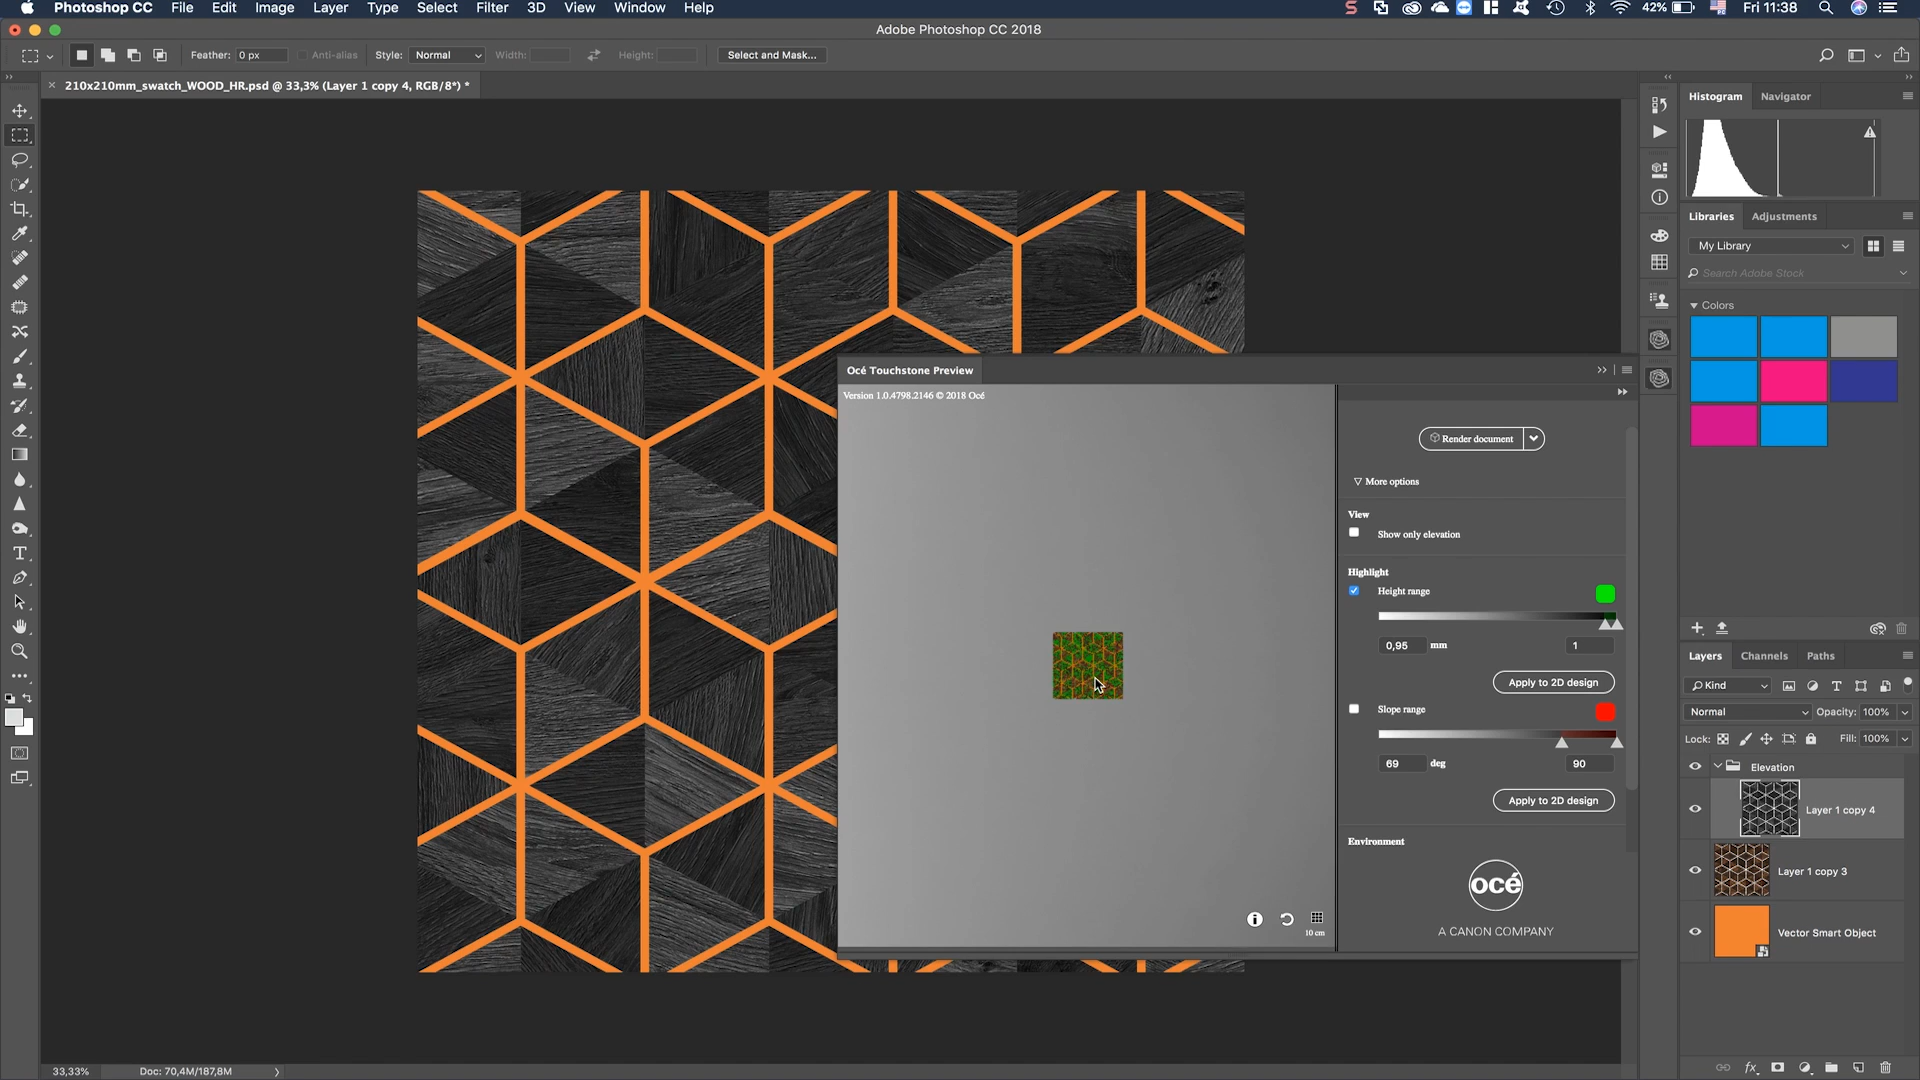 Photoshop CC File Edit Image Layer Type Select Filter 3D View Window Help 42% Fri 11:38
Adobe Photoshop CC 2018
Feather: 0 px Anti-alias Style: Normal Width: Height: Select and Mask...
210x210mm_swatch_WOOD_HR.psd @ 33,3% (Layer 1 copy 4, RGB/8*) *
Histogram Navigator
Libraries Adjustments
My Library
Search Adobe Stock
Colors
Océ Touchstone Preview
Version 1.0.4798.2146 © 2018 Océ
Render document
More options
View
Show only elevation
Highlight
Height range
0,95 mm 1
Apply to 2D design
Slope range
69 deg 90
Apply to 2D design
Environment
océ
A CANON COMPANY
10 cm
Layers Channels Paths
Kind
Normal Opacity: 100%
Lock: Fill: 100%
Elevation
Layer 1 copy 4
Layer 1 copy 3
Vector Smart Object
33,33% Doc: 70,4M/187,8M